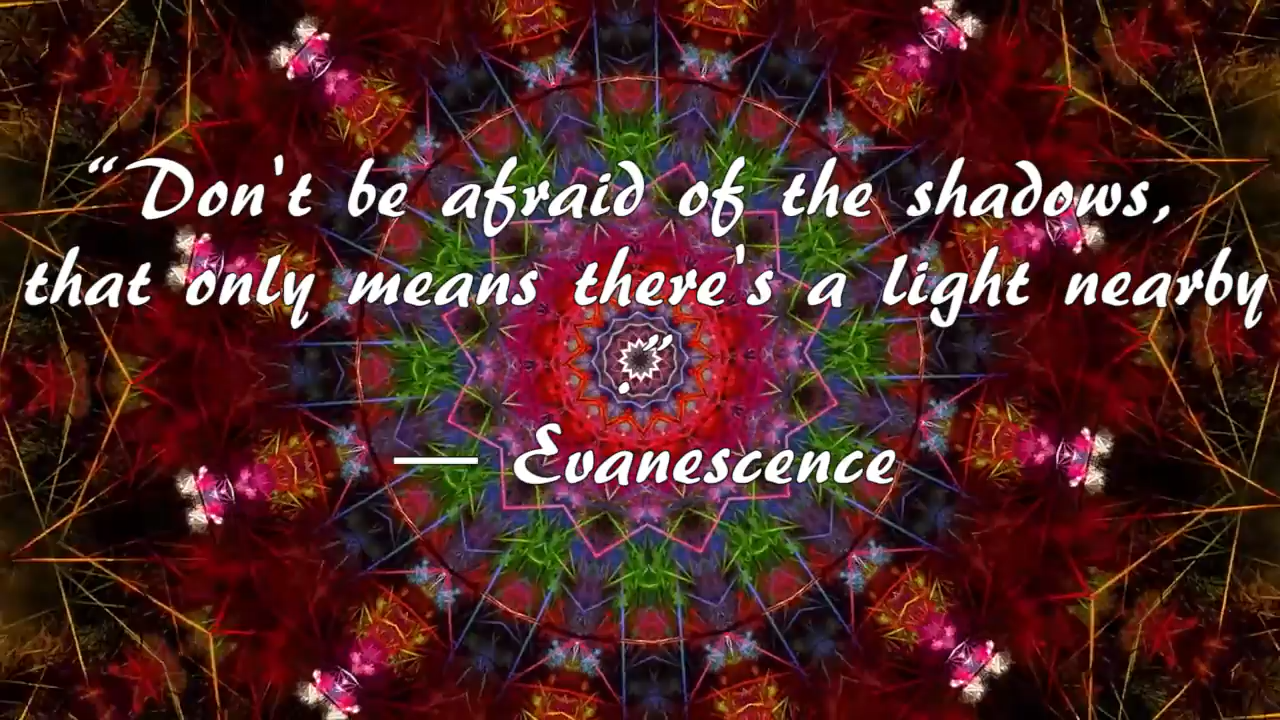 “Don't be afraid of the shadows,
that only means there's a light nearby
.”
— Evanescence